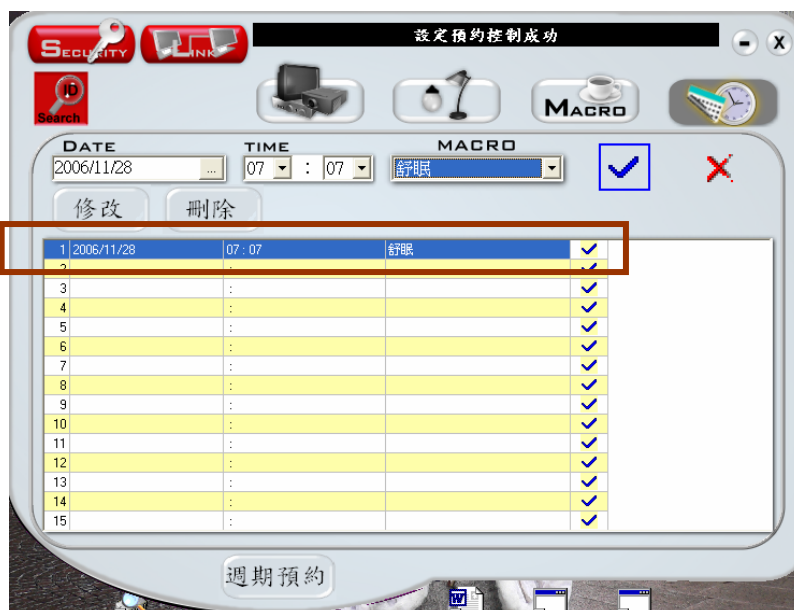 設定預約控制成功
SECURITY LINK
ID
Search
MACRO
DATE TIME MACRO
2006/11/28 ... 07 : 07 舒眠
修改 刪除
1 2006/11/28 07 : 07 舒眠
2 :
3 :
4 :
5 :
6 :
7 :
8 :
9 :
10 :
11 :
12 :
13 :
14 :
15 :
週期預約